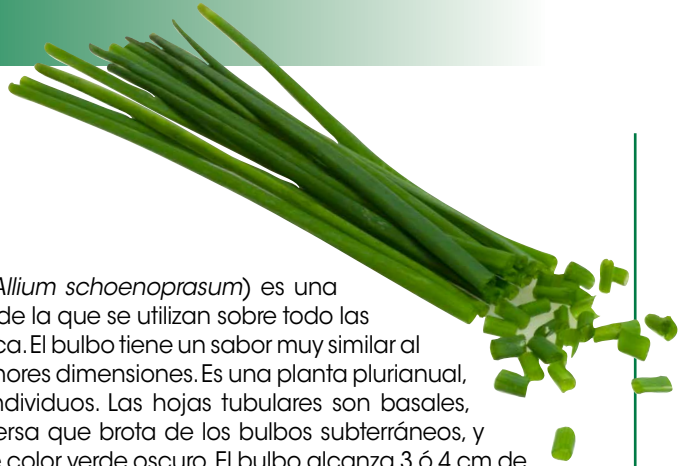 Allium schoenoprasum) es una
de la que se utilizan sobre todo las
ca. El bulbo tiene un sabor muy similar al
nores dimensiones. Es una planta plurianual,
ndividuos. Las hojas tubulares son basales,
ersa que brota de los bulbos subterráneos, y
color verde oscuro. El bulbo alcanza 3 ó 4 cm de